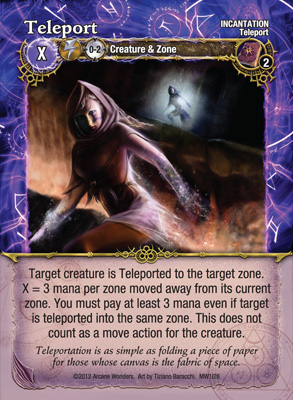 Teleport
INCANTATION
Teleport
X
0-2
Creature & Zone
2
Target creature is Teleported to the target zone.
X = 3 mana per zone moved away from its current
zone. You must pay at least 3 mana even if target
is teleported into the same zone. This does not
count as a move action for the creature.
Teleportation is as simple as folding a piece of paper
for those whose canvas is the fabric of space.
©2013 Arcane Wonders. Art by Tiziano Baracchi.